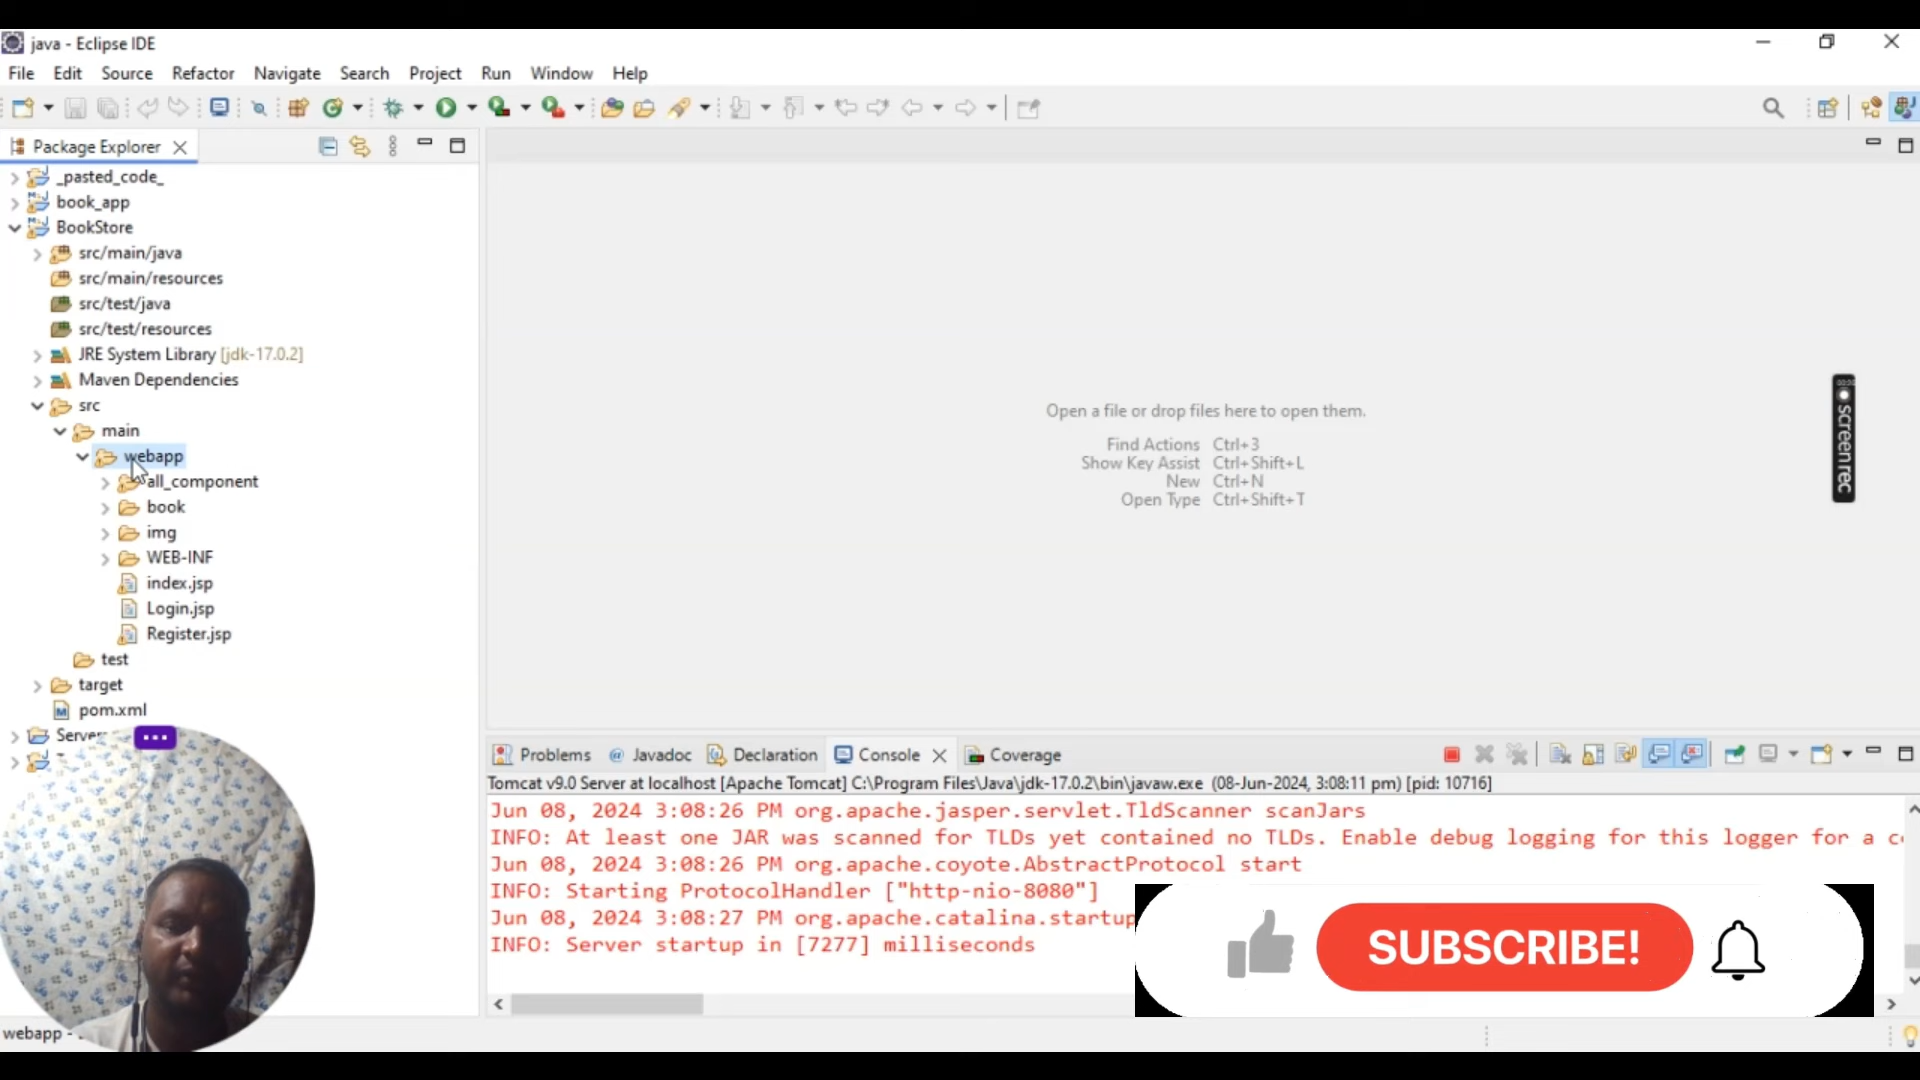 java - Eclipse IDE
File Edit Source Refactor Navigate Search Project Run Window Help
Package Explorer
_pasted_code_
book_app
BookStore
src/main/java
src/main/resources
src/test/java
src/test/resources
JRE System Library [jdk-17.0.2]
Maven Dependencies
src
main
webapp
all_component
book
img
WEB-INF
index.jsp
Login.jsp
Register.jsp
test
target
pom.xml
Open a file or drop files here to open them.
Find Actions Ctrl+3
Show Key Assist Ctrl+Shift+L
New Ctrl+N
Open Type Ctrl+Shift+T
screenrec
Problems Javadoc Declaration Console Coverage
Tomcat v9.0 Server at localhost [Apache Tomcat] C:\Program Files\Java\jdk-17.0.2\bin\javaw.exe (08-Jun-2024, 3:08:11 pm) [pid: 10716]
Jun 08, 2024 3:08:26 PM org.apache.jasper.servlet.TldScanner scanJars
INFO: At least one JAR was scanned for TLDs yet contained no TLDs. Enable debug logging for this logger for a
Jun 08, 2024 3:08:26 PM org.apache.coyote.AbstractProtocol start
INFO: Starting ProtocolHandler ["http-nio-8080"]
Jun 08, 2024 3:08:27 PM org.apache.catalina.startup
INFO: Server startup in [7277] milliseconds
SUBSCRIBE!
webapp -